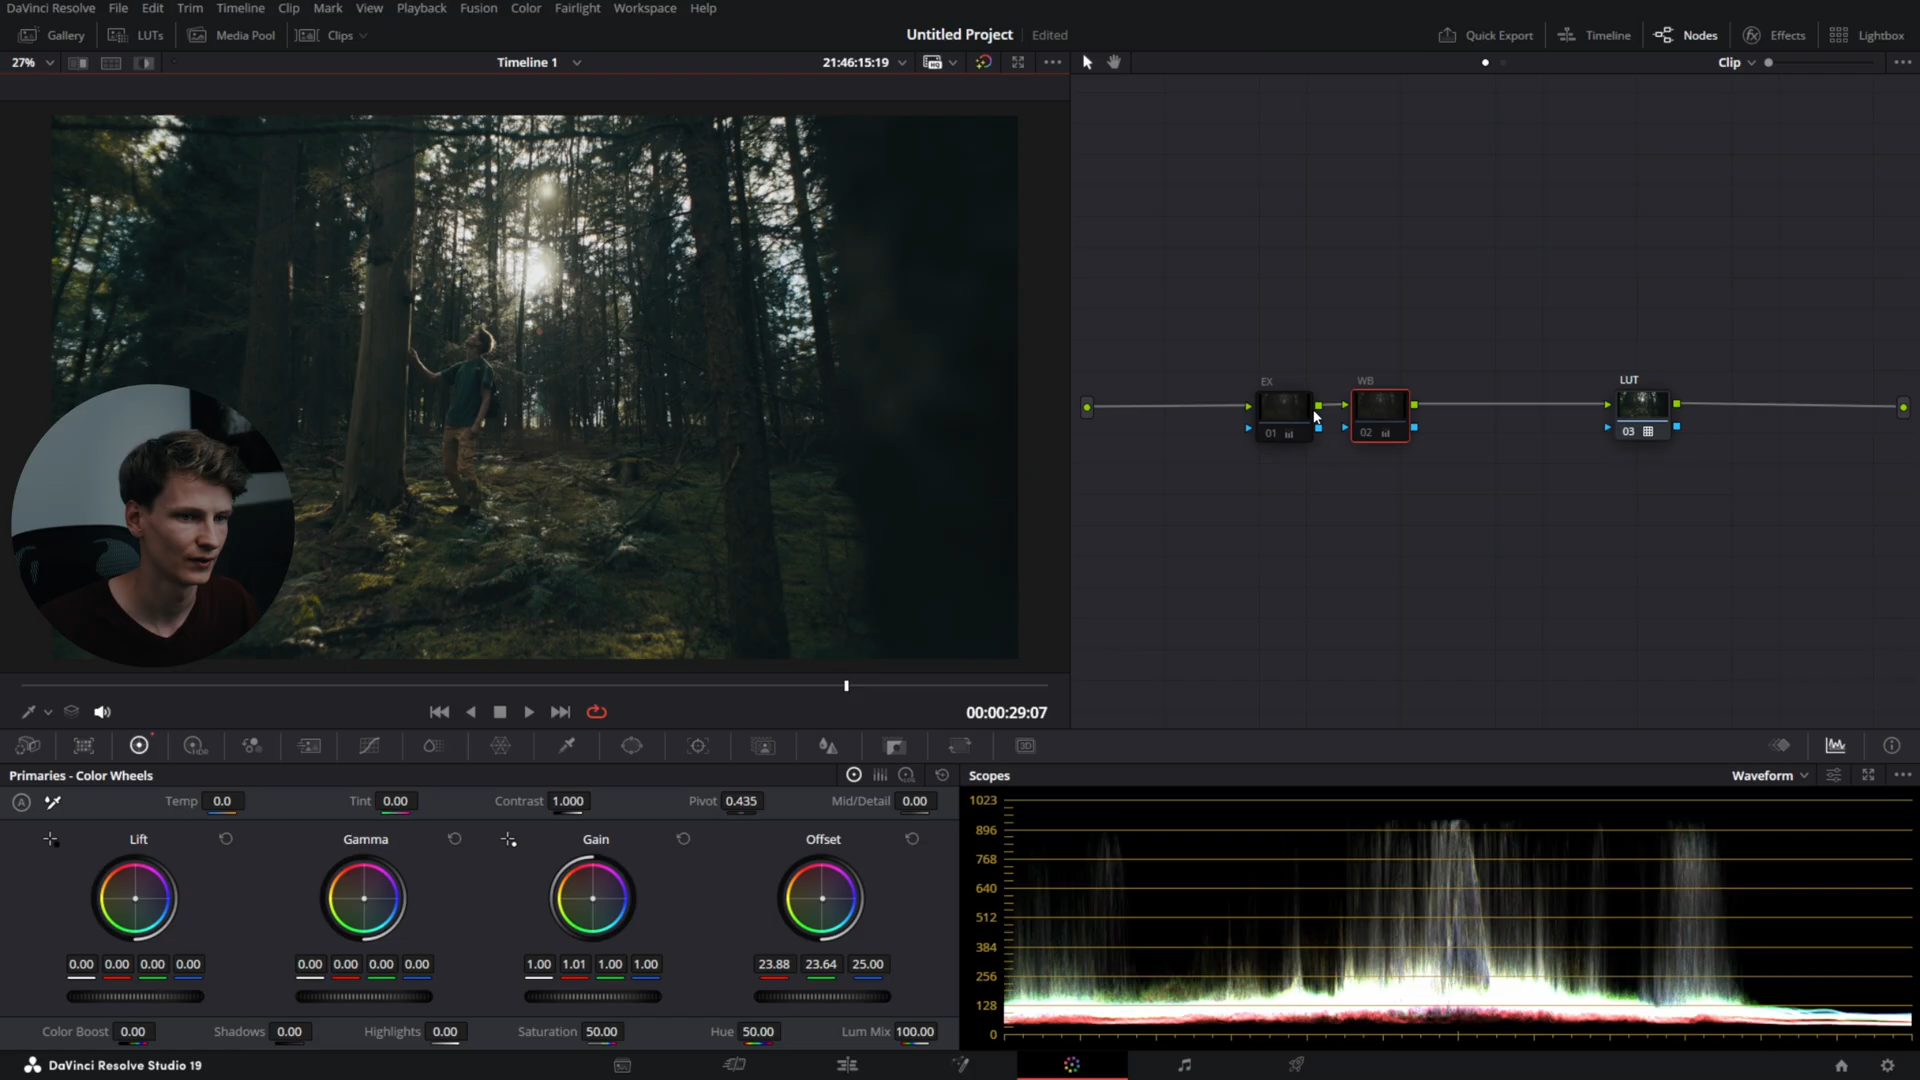 DaVinci Resolve File Edit Trim Timeline Clip Mark View Playback Fusion Color Fairlight Workspace Help
Gallery LUTs Media Pool Clips Untitled Project Edited Quick Export Timeline Nodes Effects Lightbox
27% Timeline 1 21:46:15:19 Clip
EX WB LUT
01 02 03
00:00:29:07
Primaries - Color Wheels
Temp 0.0 Tint 0.00 Contrast 1.000 Pivot 0.435 Mid/Detail 0.00
Lift Gamma Gain Offset
0.00 0.00 0.00 0.00 0.00 0.00 0.00 0.00 1.00 1.01 1.00 1.00 23.88 23.64 25.00
Color Boost 0.00 Shadows 0.00 Highlights 0.00 Saturation 50.00 Hue 50.00 Lum Mix 100.00
Scopes Waveform
1023
896
768
640
512
384
256
128
0
DaVinci Resolve Studio 19